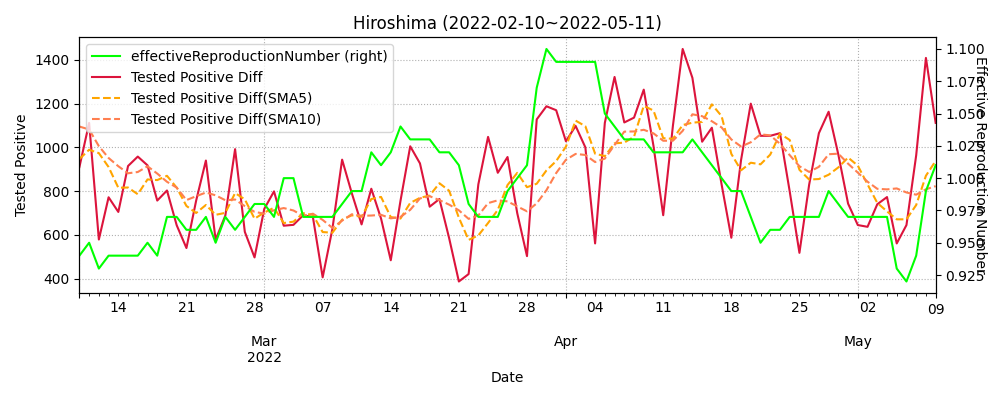 Hiroshima (2022-02-10~2022-05-11)
effectiveReproductionNumber (right)
Tested Positive Diff
Tested Positive Diff(SMA5)
Tested Positive Diff(SMA10)
Tested Positive
1400
1200
1000
800
600
400
1.100
1.075
1.050
1.025
1.000
0.975
0.950
0.925
Effective Reproduction Number
14 21 28 07 14 21 28 04 11 18 25 02 09
Mar Apr May
2022
Date